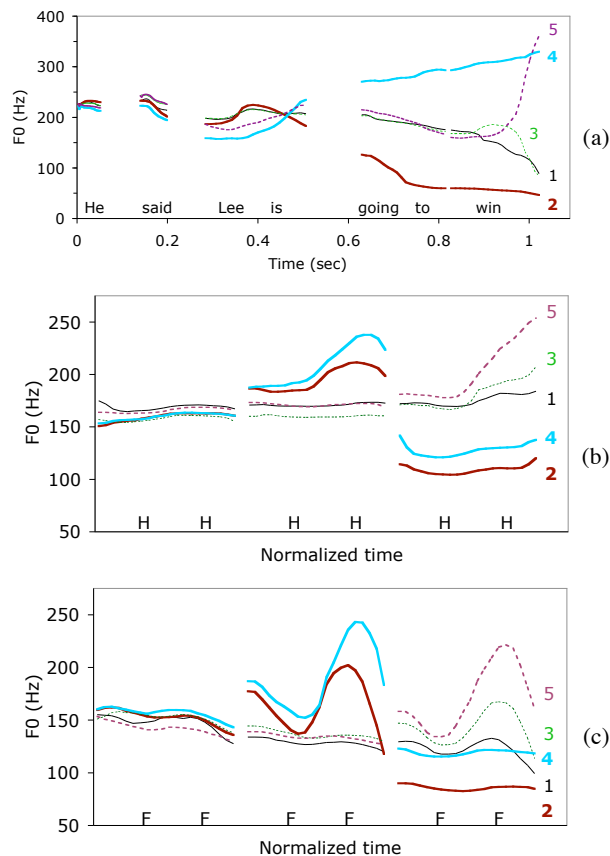 400
300
200
100
0
F0 (Hz)
5
4
3
1
2
(a)
He said Lee is going to win
0 0.2 0.4 0.6 0.8 1
Time (sec)
250
200
150
100
50
F0 (Hz)
5
3
1
4
2
(b)
H H H H H H
Normalized time
250
200
150
100
50
F0 (Hz)
5
3
4
1
2
(c)
F F F F F F
Normalized time